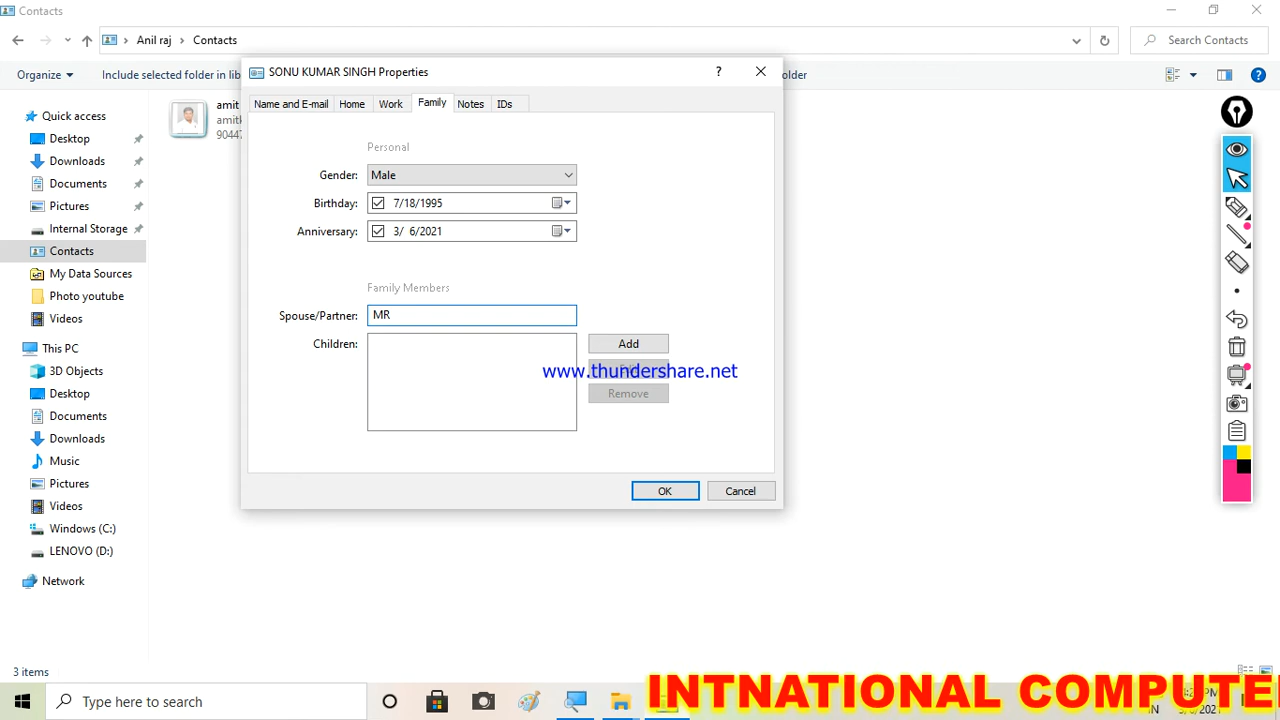 Contacts
Anil raj
Contacts
Search Contacts
Organize
Include selected folder in lib
older
SONU KUMAR SINGH Properties
?
Name and E-mail
Home
Work
Family
Notes
IDs
Personal
Gender:
Male
Birthday:
7/18/1995
Anniversary:
3/ 6/2021
Family Members
Spouse/Partner:
MR
Children:
Add
Remove
OK
Cancel
www.thundershare.net
amit
amitk
90447
Quick access
Desktop
Downloads
Documents
Pictures
Internal Storage
Contacts
My Data Sources
Photo youtube
Videos
This PC
3D Objects
Desktop
Documents
Downloads
Music
Pictures
Videos
Windows (C:)
LENOVO (D:)
Network
3 items
Type here to search
INTNATIONAL COMPUTE